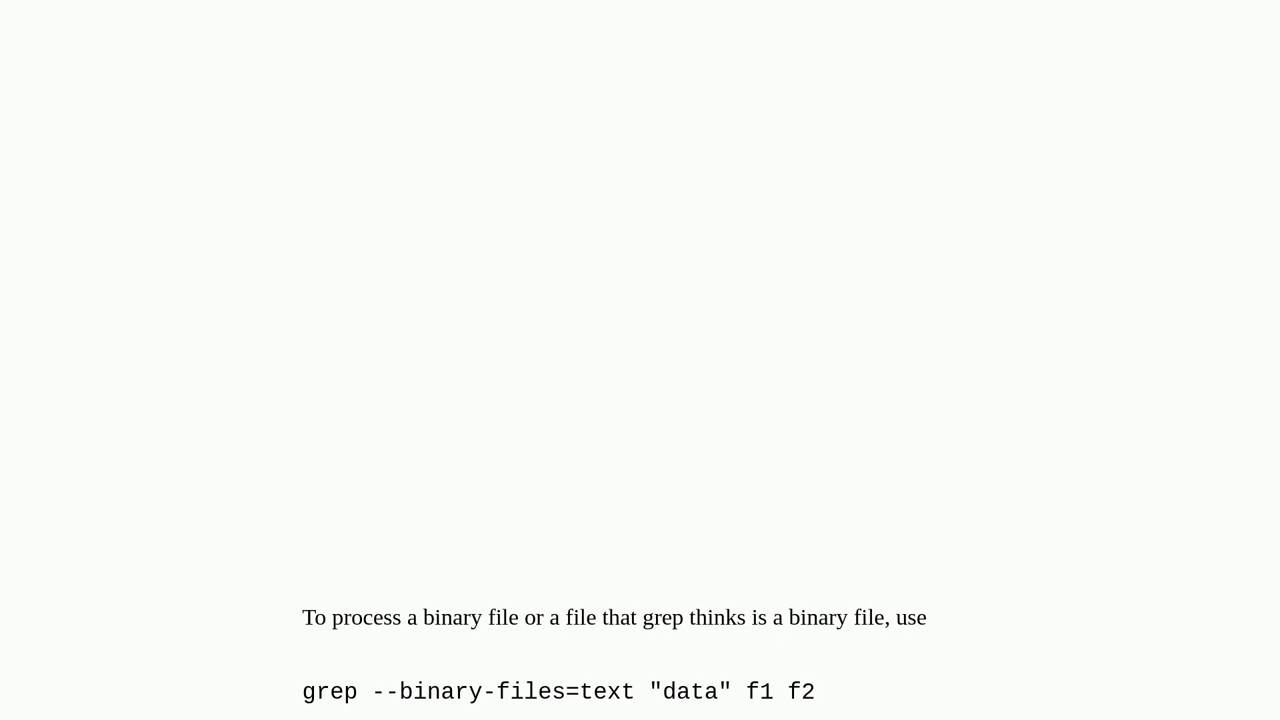 To process a binary file or a file that grep thinks is a binary file, use
grep --binary-files=text "data" f1 f2